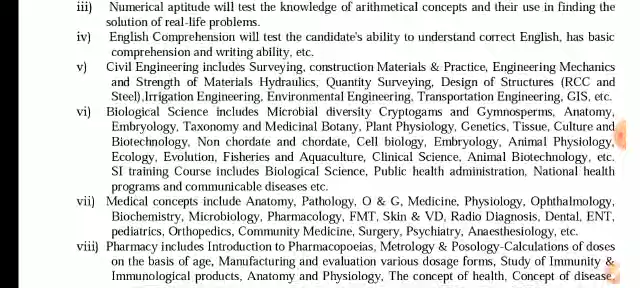 iii) Numerical aptitude will test the knowledge of arithmetical concepts and their use in finding the
solution of real-life problems.
iv) English Comprehension will test the candidate's ability to understand correct English, has basic
comprehension and writing ability, etc.
v) Civil Engineering includes Surveying, construction Materials & Practice, Engineering Mechanics
and Strength of Materials Hydraulics, Quantity Surveying, Design of Structures (RCC and
Steel),Irrigation Engineering, Environmental Engineering, Transportation Engineering, GIS, etc.
vi) Biological Science includes Microbial diversity Cryptogams and Gymnosperms, Anatomy,
Embryology, Taxonomy and Medicinal Botany, Plant Physiology, Genetics, Tissue, Culture and
Biotechnology, Non chordate and chordate, Cell biology, Embryology, Animal Physiology,
Ecology, Evolution, Fisheries and Aquaculture, Clinical Science, Animal Biotechnology, etc.
SI training Course includes Biological Science, Public health administration, National health
programs and communicable diseases etc.
vii) Medical concepts include Anatomy, Pathology, O & G, Medicine, Physiology, Ophthalmology,
Biochemistry, Microbiology, Pharmacology, FMT, Skin & VD, Radio Diagnosis, Dental, ENT,
pediatrics, Orthopedics, Community Medicine, Surgery, Psychiatry, Anaesthesiology, etc.
viii) Pharmacy includes Introduction to Pharmacopoeias, Metrology & Posology-Calculations of doses
on the basis of age, Manufacturing and evaluation various dosage forms, Study of Immunity &
Immunological products, Anatomy and Physiology, The concept of health, Concept of disease,